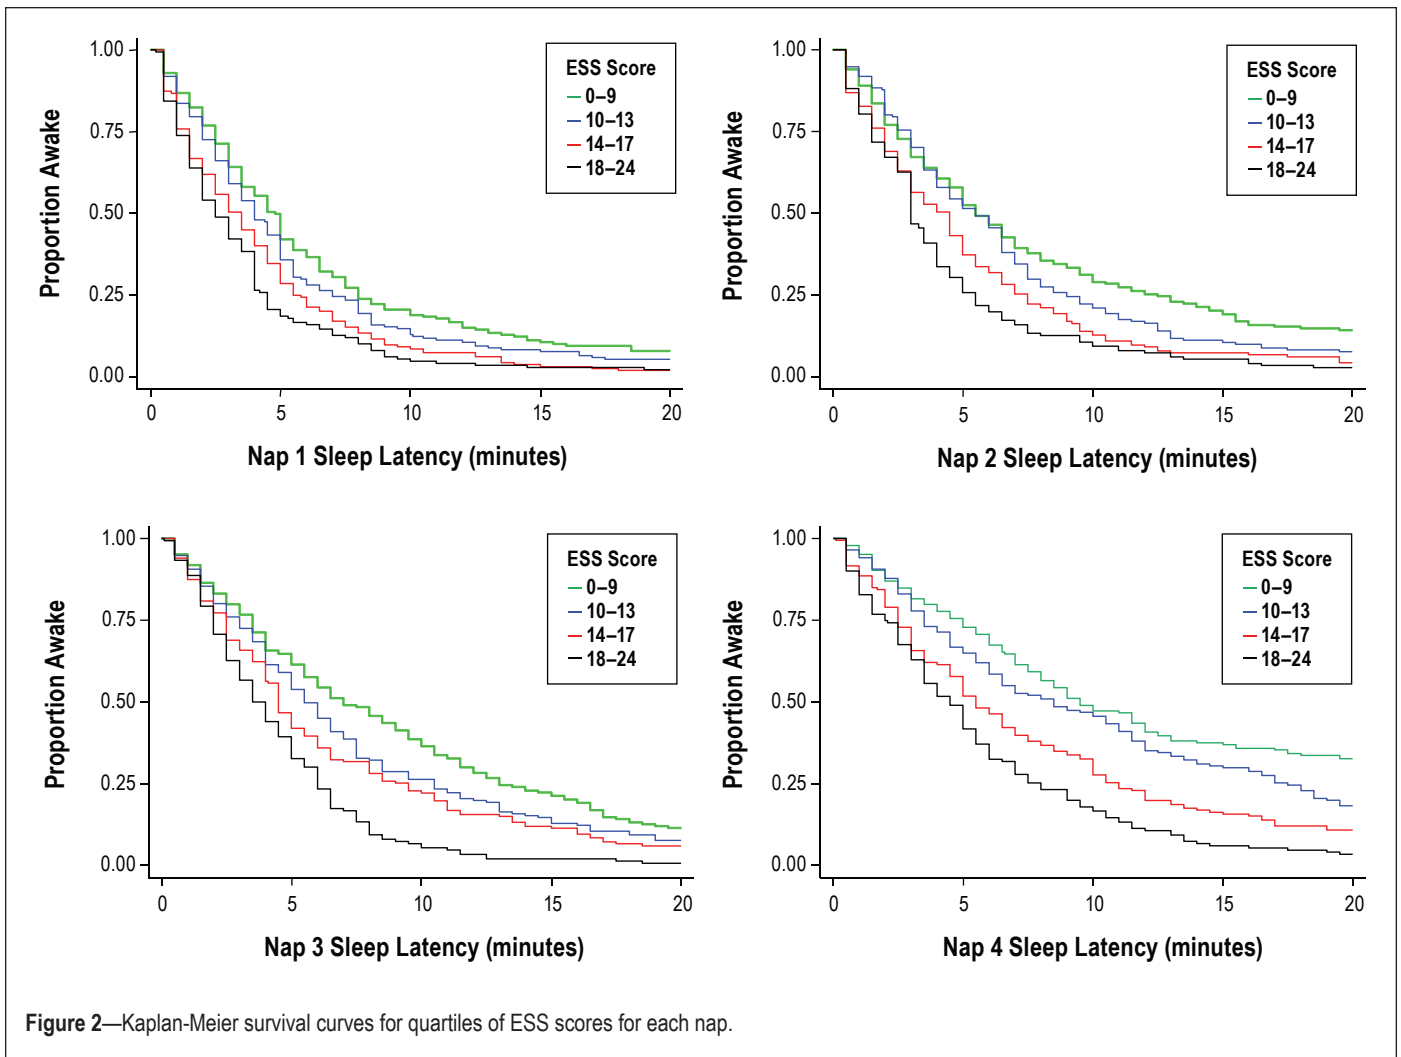 1.00
0.75
0.50
0.25
0.00
Proportion Awake
ESS Score
0–9
10–13
14–17
18–24
0 5 10 15 20
Nap 1 Sleep Latency (minutes)
1.00
0.75
0.50
0.25
0.00
Proportion Awake
ESS Score
0–9
10–13
14–17
18–24
0 5 10 15 20
Nap 2 Sleep Latency (minutes)
1.00
0.75
0.50
0.25
0.00
Proportion Awake
ESS Score
0–9
10–13
14–17
18–24
0 5 10 15 20
Nap 3 Sleep Latency (minutes)
1.00
0.75
0.50
0.25
0.00
Proportion Awake
ESS Score
0–9
10–13
14–17
18–24
0 5 10 15 20
Nap 4 Sleep Latency (minutes)
Figure 2—Kaplan-Meier survival curves for quartiles of ESS scores for each nap.